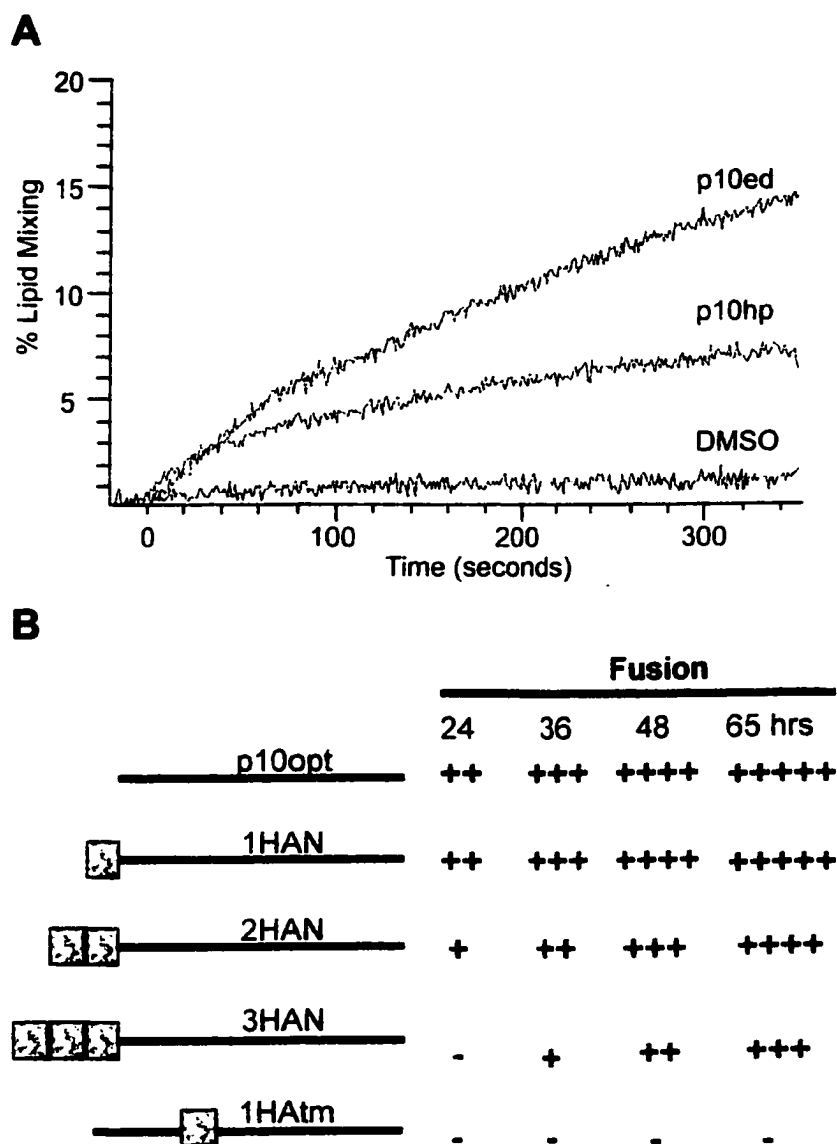 A
20
15
10
5
% Lipid Mixing
p10ed
p10hp
DMSO
0 100 200 300
Time (seconds)
B
Fusion
24 36 48 65 hrs
p10opt ++ +++ ++++ +++++
1HAN ++ +++ ++++ +++++
2HAN + ++ +++ ++++
3HAN - + ++ +++
1HAtm - - - -